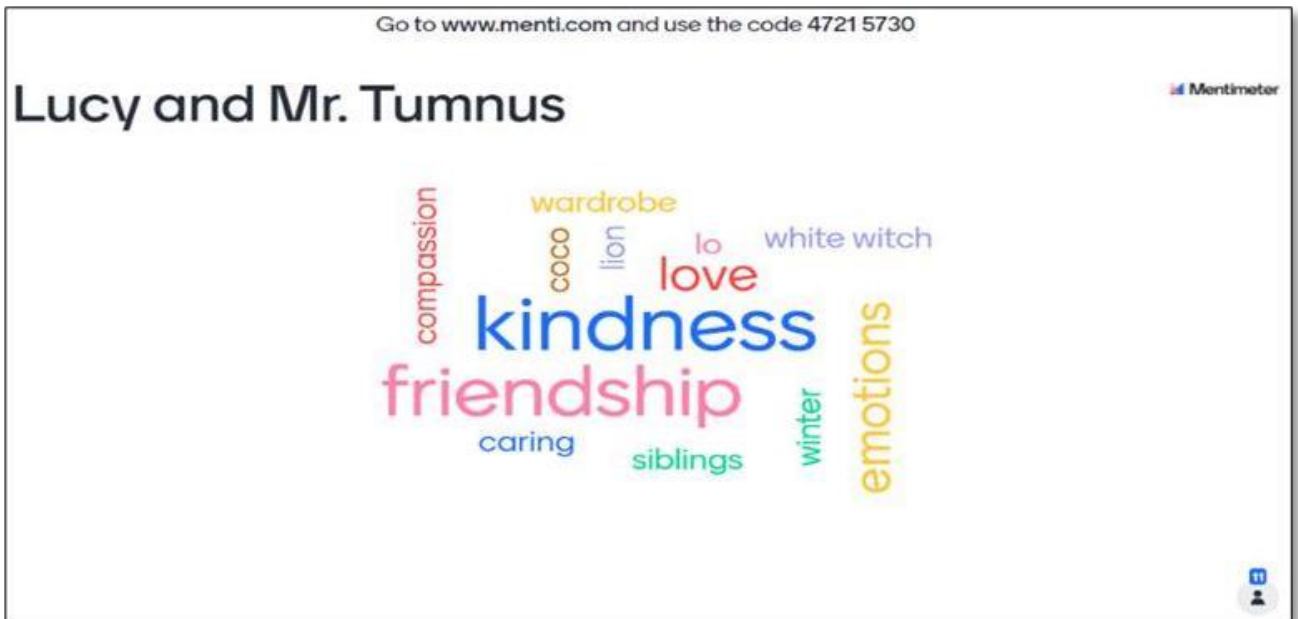 Go to www.menti.com and use the code 4721 5730
Lucy and Mr. Tumnus
Mentimeter
compassion
wardrobe
coco
lion
lo
white witch
love
kindness
emotions
friendship
winter
caring
siblings
11